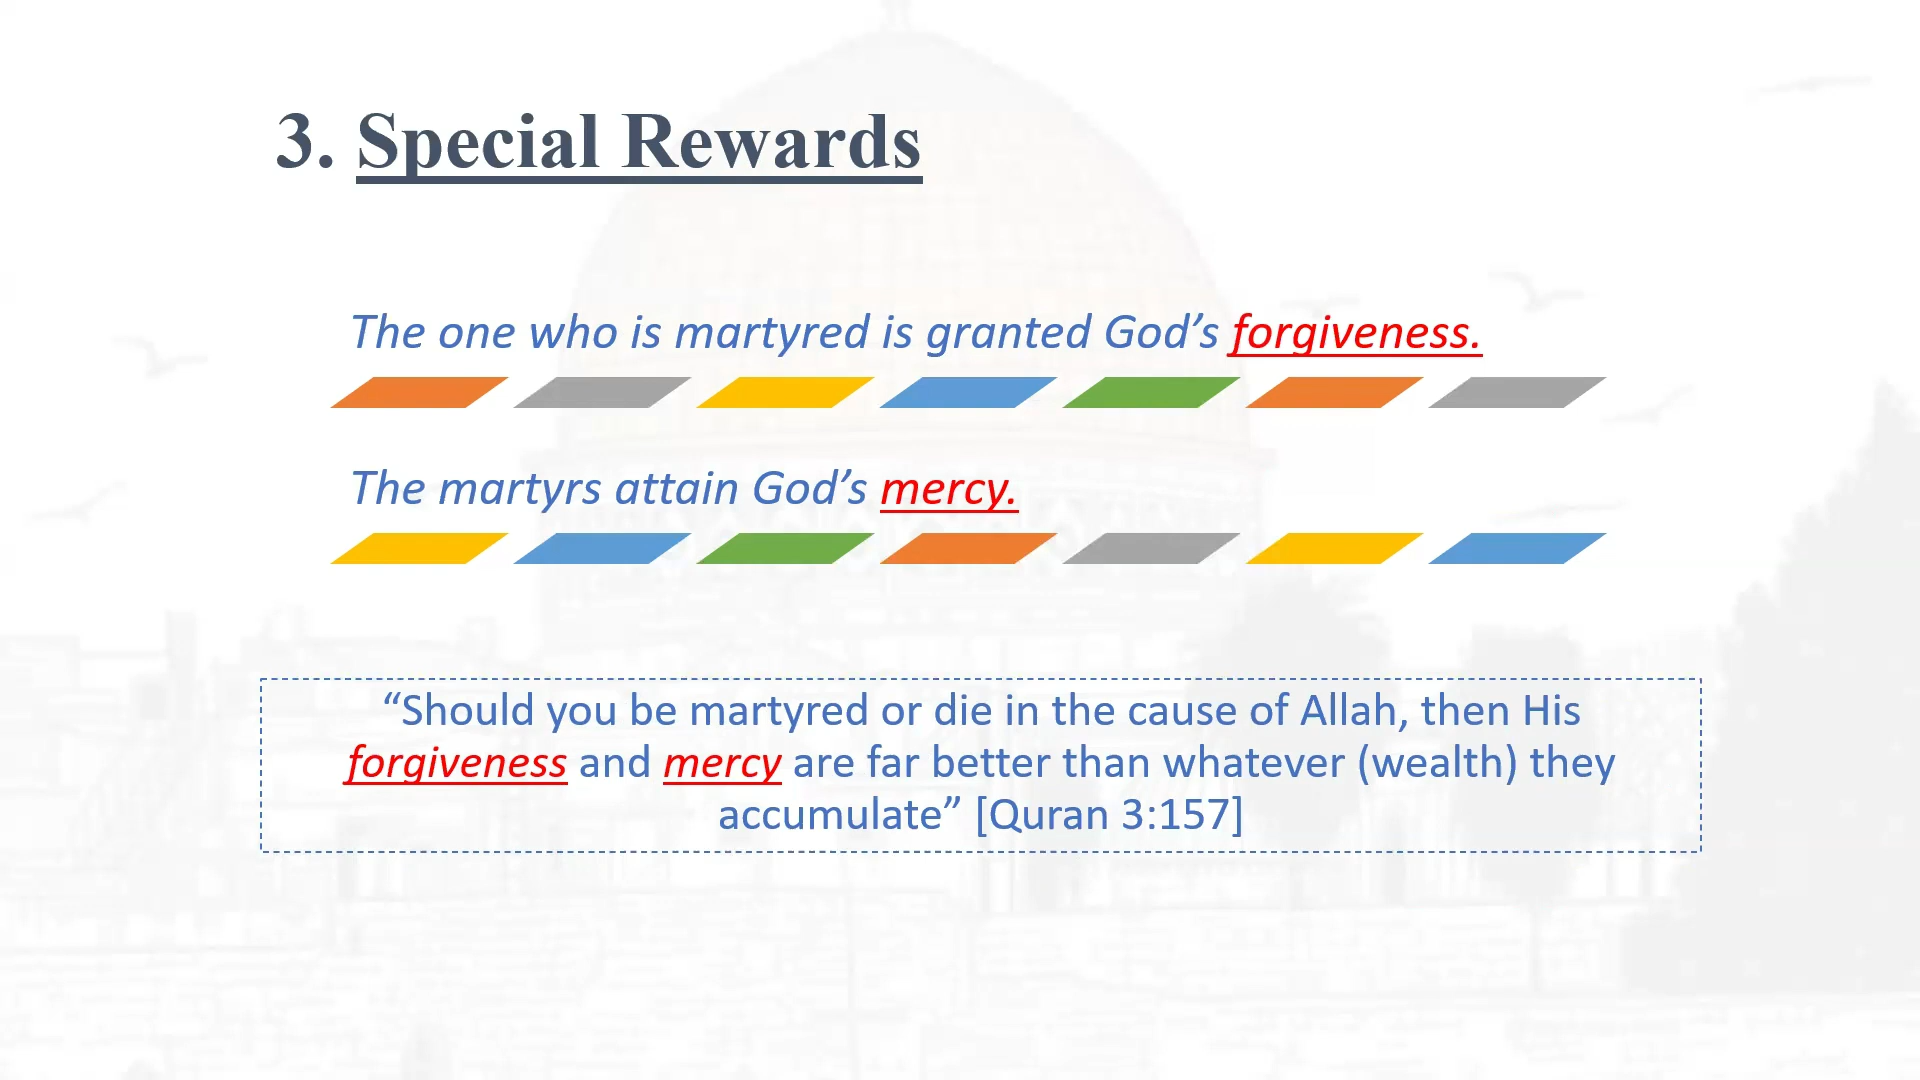 3. Special Rewards
The one who is martyred is granted God’s forgiveness.
The martyrs attain God’s mercy.
“Should you be martyred or die in the cause of Allah, then His
forgiveness and mercy are far better than whatever (wealth) they
accumulate” [Quran 3:157]